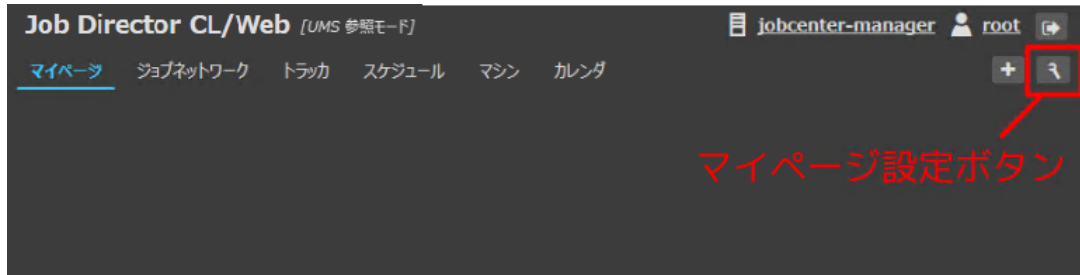 Job Director CL/Web [UMS 参照モード] jobcenter-manager root
マイページ ジョブネットワーク トラッカ スケジュール マシン カレンダ
マイページ設定ボタン